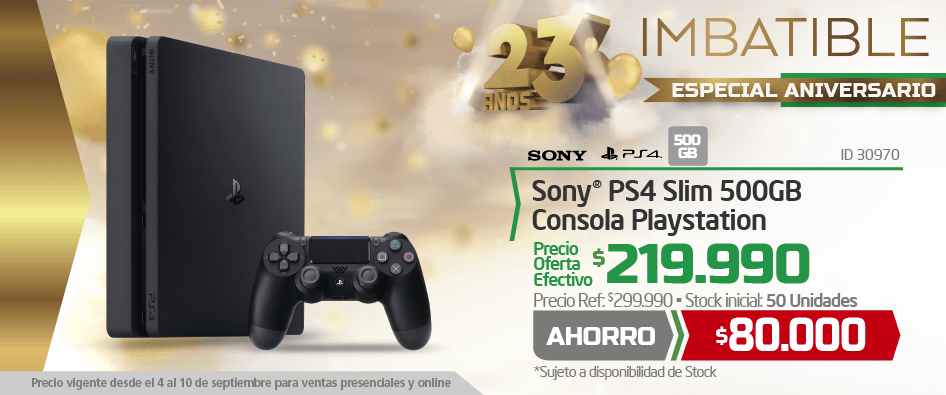 23
AÑOS
IMBATIBLE
ESPECIAL ANIVERSARIO
SONY
PS4
500
GB
ID 30970
SONY
PS4
Sony® PS4 Slim 500GB
Consola Playstation
Precio
Oferta
Efectivo
$219.990
Precio Ref: $299.990 ▪ Stock inicial: 50 Unidades
AHORRO
$80.000
*Sujeto a disponibilidad de Stock
Precio vigente desde el 4 al 10 de septiembre para ventas presenciales y online